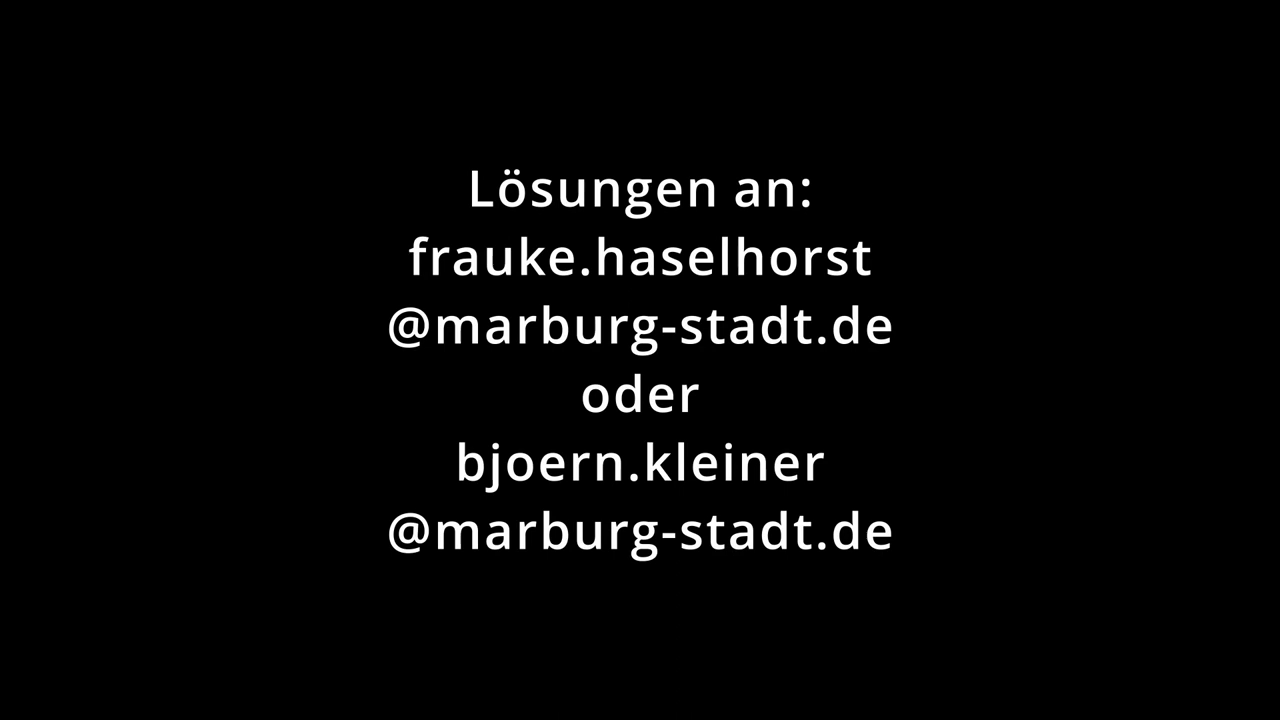 Lösungen an:
frauke.haselhorst
@marburg-stadt.de
oder
bjoern.kleiner
@marburg-stadt.de